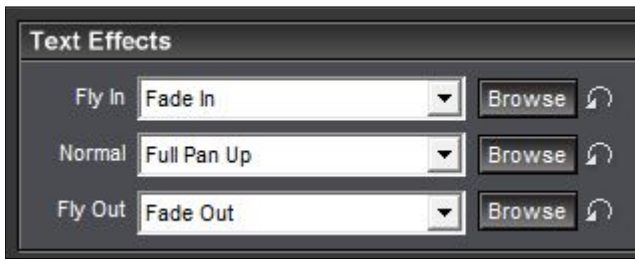 Text Effects
Fly In Fade In Browse
Normal Full Pan Up Browse
Fly Out Fade Out Browse